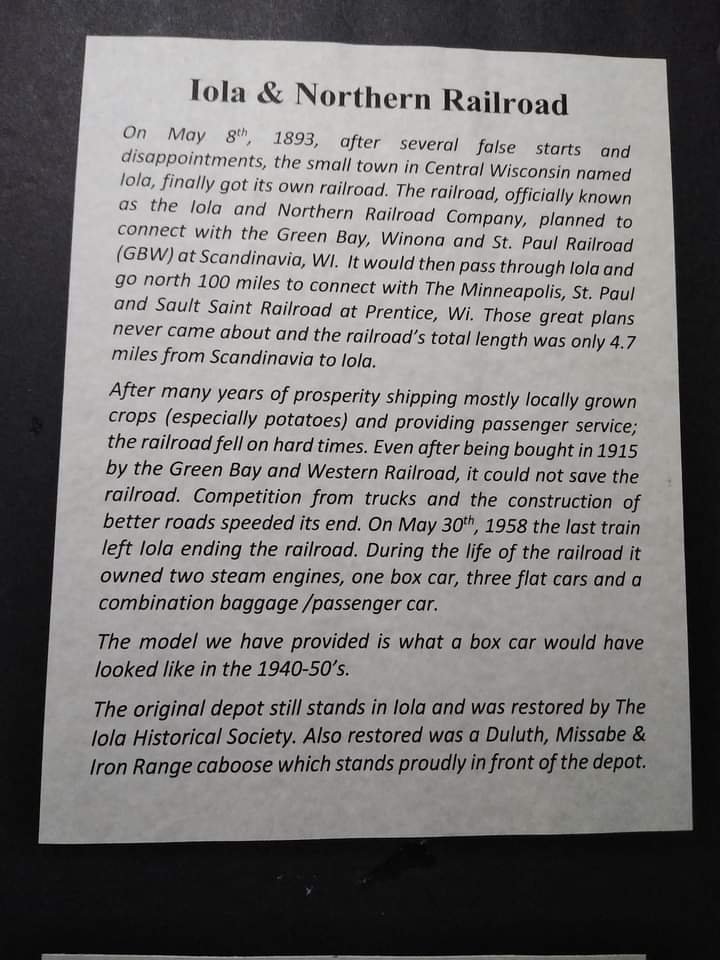 Iola & Northern Railroad
On May 8th, 1893, after several false starts and
disappointments, the small town in Central Wisconsin named
Iola, finally got its own railroad. The railroad, officially known
as the Iola and Northern Railroad Company, planned to
connect with the Green Bay, Winona and St. Paul Railroad
(GBW) at Scandinavia, WI. It would then pass through Iola and
go north 100 miles to connect with The Minneapolis, St. Paul
and Sault Saint Railroad at Prentice, Wi. Those great plans
never came about and the railroad's total length was only 4.7
miles from Scandinavia to Iola.
After many years of prosperity shipping mostly locally grown
crops (especially potatoes) and providing passenger service;
the railroad fell on hard times. Even after being bought in 1915
by the Green Bay and Western Railroad, it could not save the
railroad. Competition from trucks and the construction of
better roads speeded its end. On May 30th, 1958 the last train
left Iola ending the railroad. During the life of the railroad it
owned two steam engines, one box car, three flat cars and a
combination baggage /passenger car.
The model we have provided is what a box car would have
looked like in the 1940-50's.
The original depot still stands in Iola and was restored by The
Iola Historical Society. Also restored was a Duluth, Missabe &
Iron Range caboose which stands proudly in front of the depot.